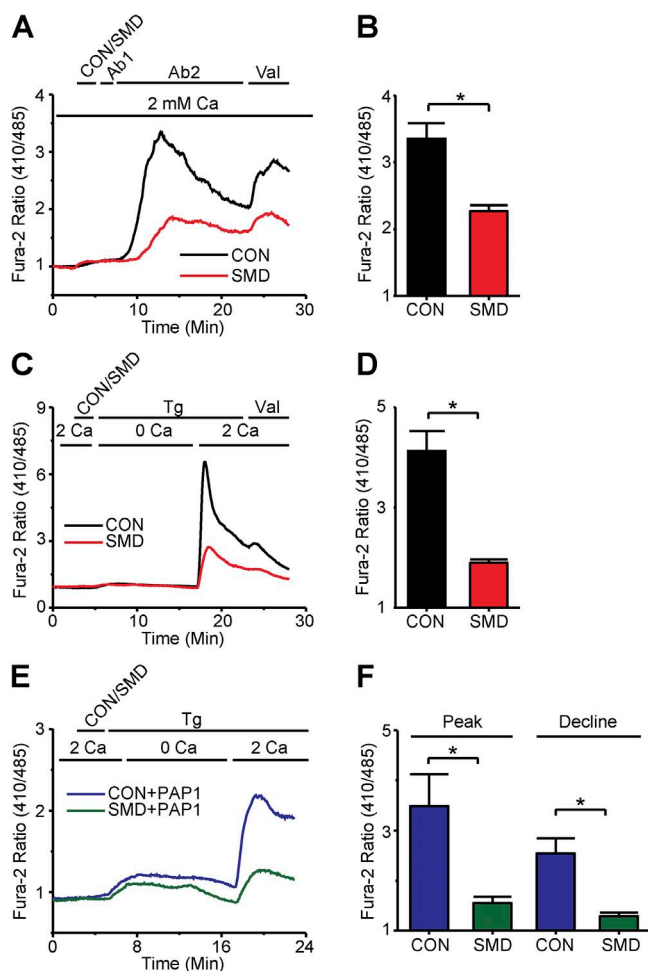 A
CON/SMD
Ab1
Ab2
Val
2 mM Ca
Fura-2 Ratio (410/485)
4
3
2
1
0
CON
SMD
0 10 20 30
Time (Min)
B
Fura-2 Ratio (410/485)
4
3
2
1
*
CON SMD
C
CON/SMD
Tg
Val
2 Ca
0 Ca
2 Ca
Fura-2 Ratio (410/485)
9
6
3
0
CON
SMD
0 10 20 30
Time (Min)
D
Fura-2 Ratio (410/485)
5
3
1
*
CON SMD
E
CON/SMD
Tg
2 Ca
0 Ca
2 Ca
Fura-2 Ratio (410/485)
3
2
1
0
CON+PAP1
SMD+PAP1
0 8 16 24
Time (Min)
F
Peak
Decline
Fura-2 Ratio (410/485)
5
3
1
*
*
CON SMD CON SMD